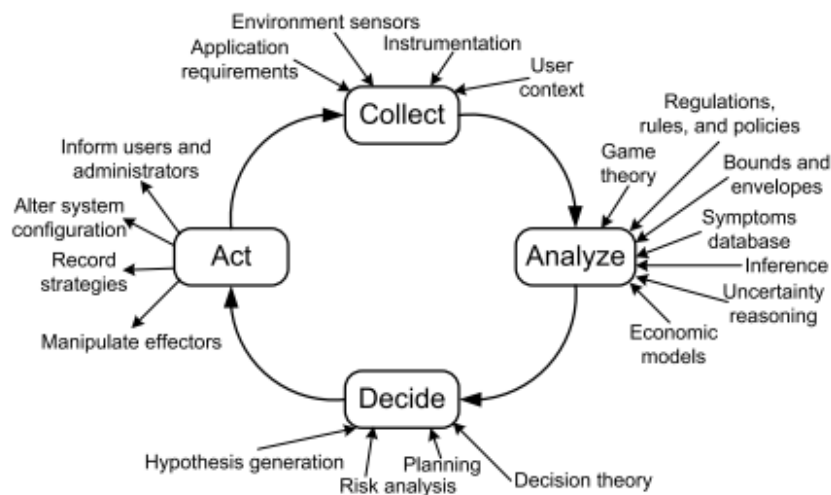 Environment sensors
Application
requirements
Instrumentation
User
context
Collect
Regulations,
rules, and policies
Game
theory
Bounds and
envelopes
Symptoms
database
Inference
Uncertainty
reasoning
Economic
models
Analyze
Inform users and
administrators
Alter system
configuration
Record
strategies
Manipulate effectors
Act
Decide
Hypothesis generation
Risk analysis
Planning
Decision theory